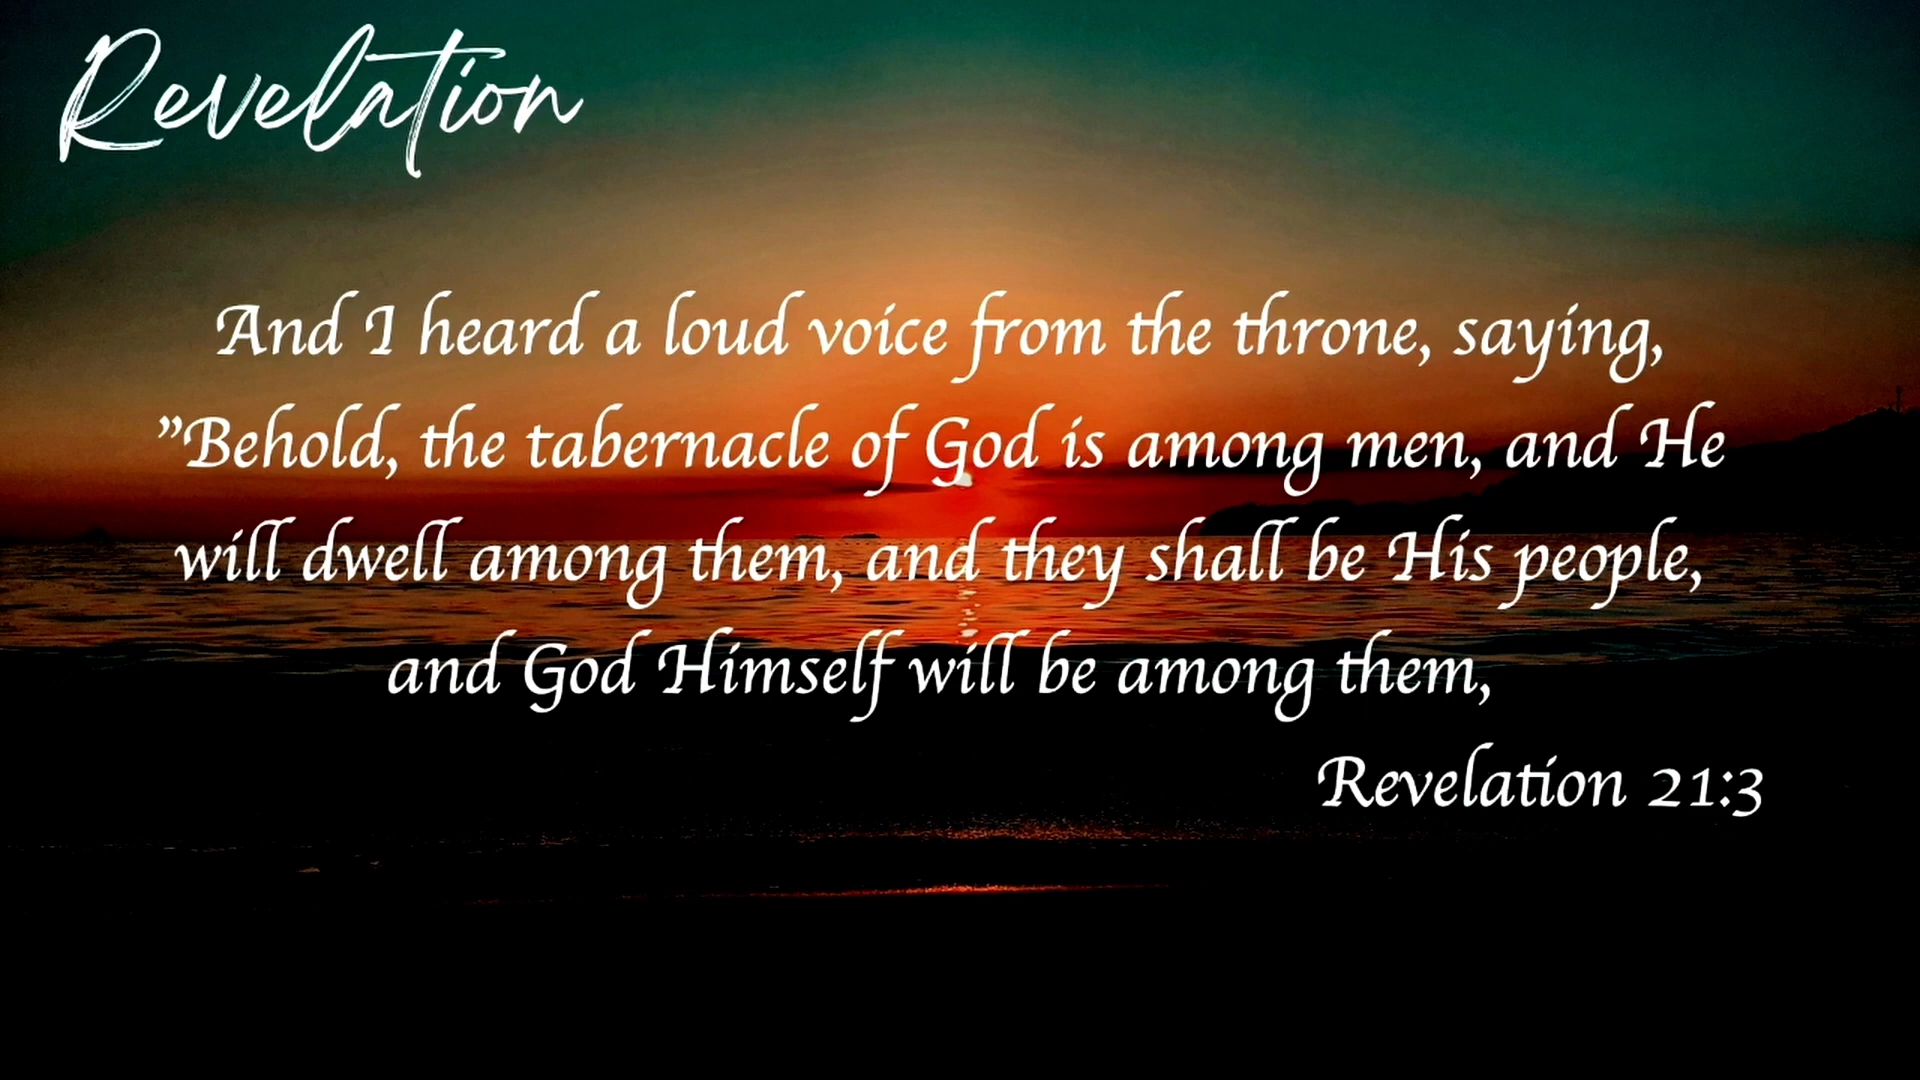 Revelation
And I heard a loud voice from the throne, saying,
"Behold, the tabernacle of God is among men, and He
will dwell among them, and they shall be His people,
and God Himself will be among them,
Revelation 21:3